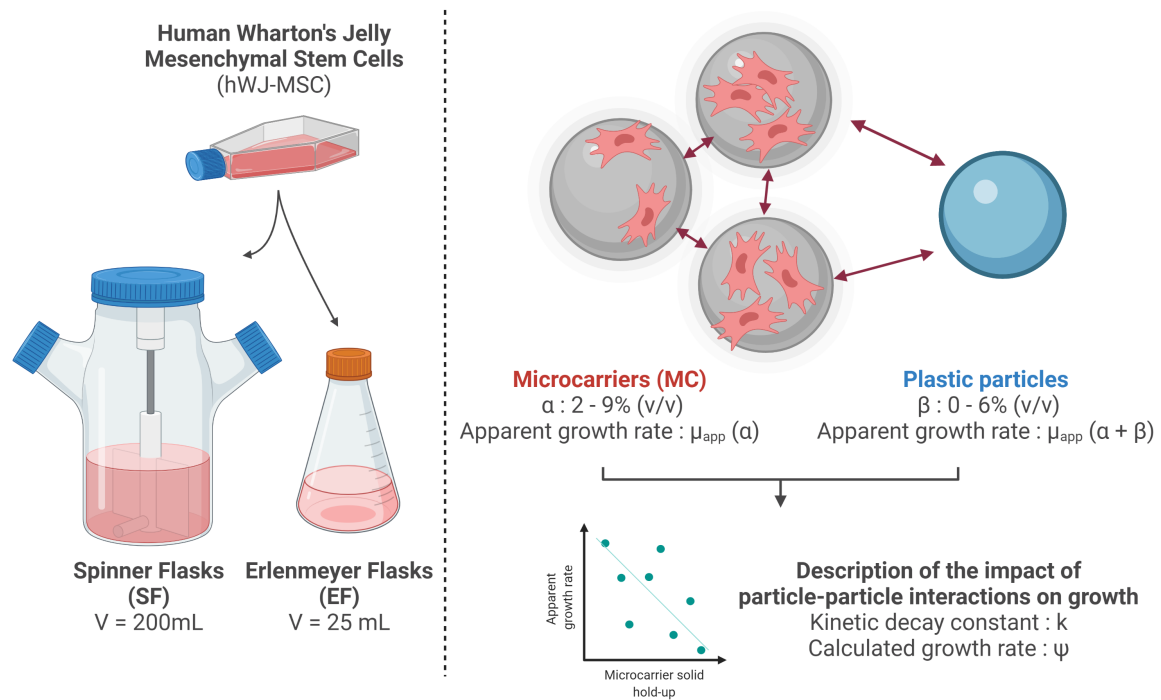 Human Wharton's Jelly
Mesenchymal Stem Cells
(hWJ-MSC)
Spinner Flasks
(SF)
V = 200mL
Erlenmeyer Flasks
(EF)
V = 25 mL
Microcarriers (MC)
α : 2 - 9% (v/v)
Apparent growth rate : μapp (α)
Plastic particles
β : 0 - 6% (v/v)
Apparent growth rate : μapp (α + β)
Apparent
growth rate
Microcarrier solid
hold-up
Description of the impact of
particle-particle interactions on growth
Kinetic decay constant : k
Calculated growth rate : ψ